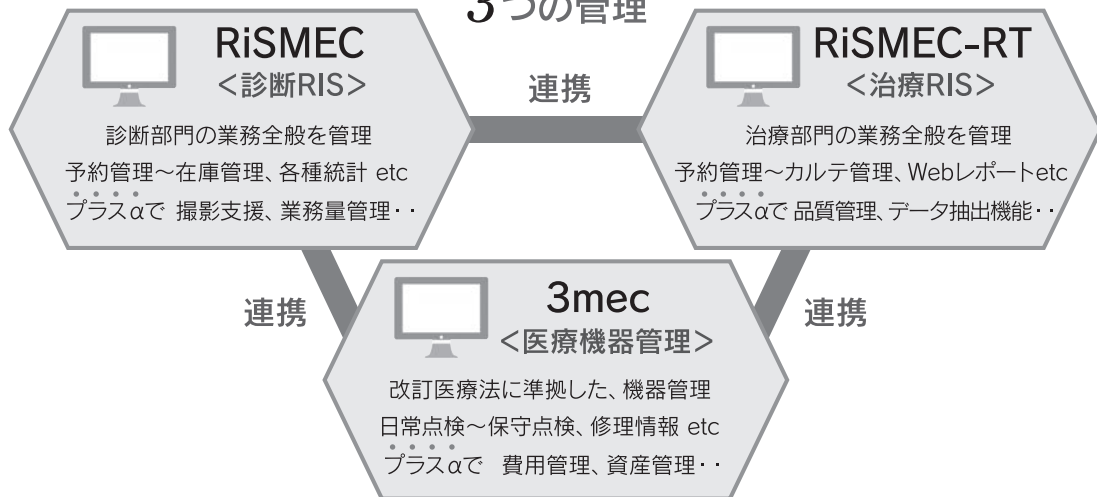 3つの管理
RiSMEC
<診断RIS>
診断部門の業務全般を管理
予約管理～在庫管理、各種統計 etc
プラスαで 撮影支援、業務量管理‥
連携
RiSMEC-RT
<治療RIS>
治療部門の業務全般を管理
予約管理～カルテ管理、Webレポートetc
プラスαで 品質管理、データ抽出機能‥
連携
連携
3mec
<医療機器管理>
改訂医療法に準拠した、機器管理
日常点検～保守点検、修理情報 etc
プラスαで 費用管理、資産管理‥